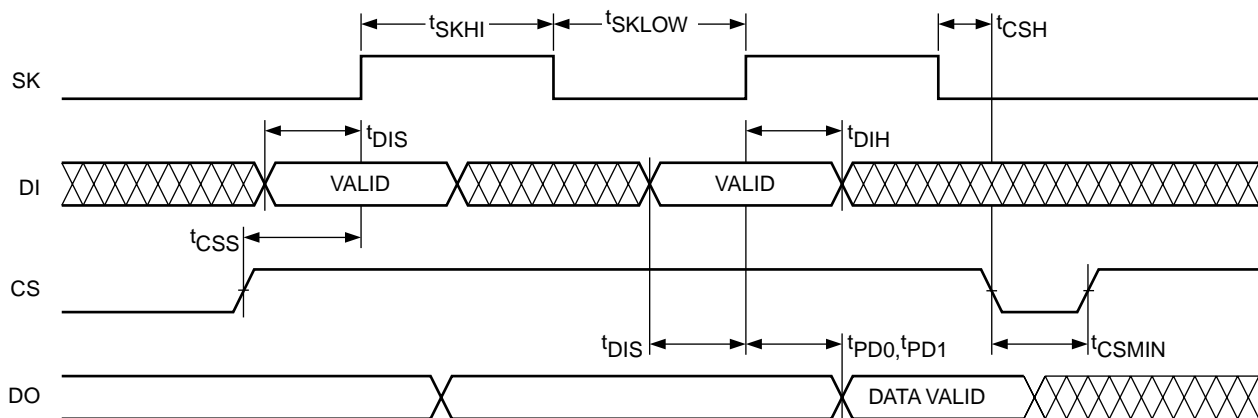 tSKHI
tSKLOW
tCSH
SK
tDIS
tDIH
DI
VALID
VALID
tCSS
CS
tDIS
tPD0,tPD1
tCSMIN
DO
DATA VALID